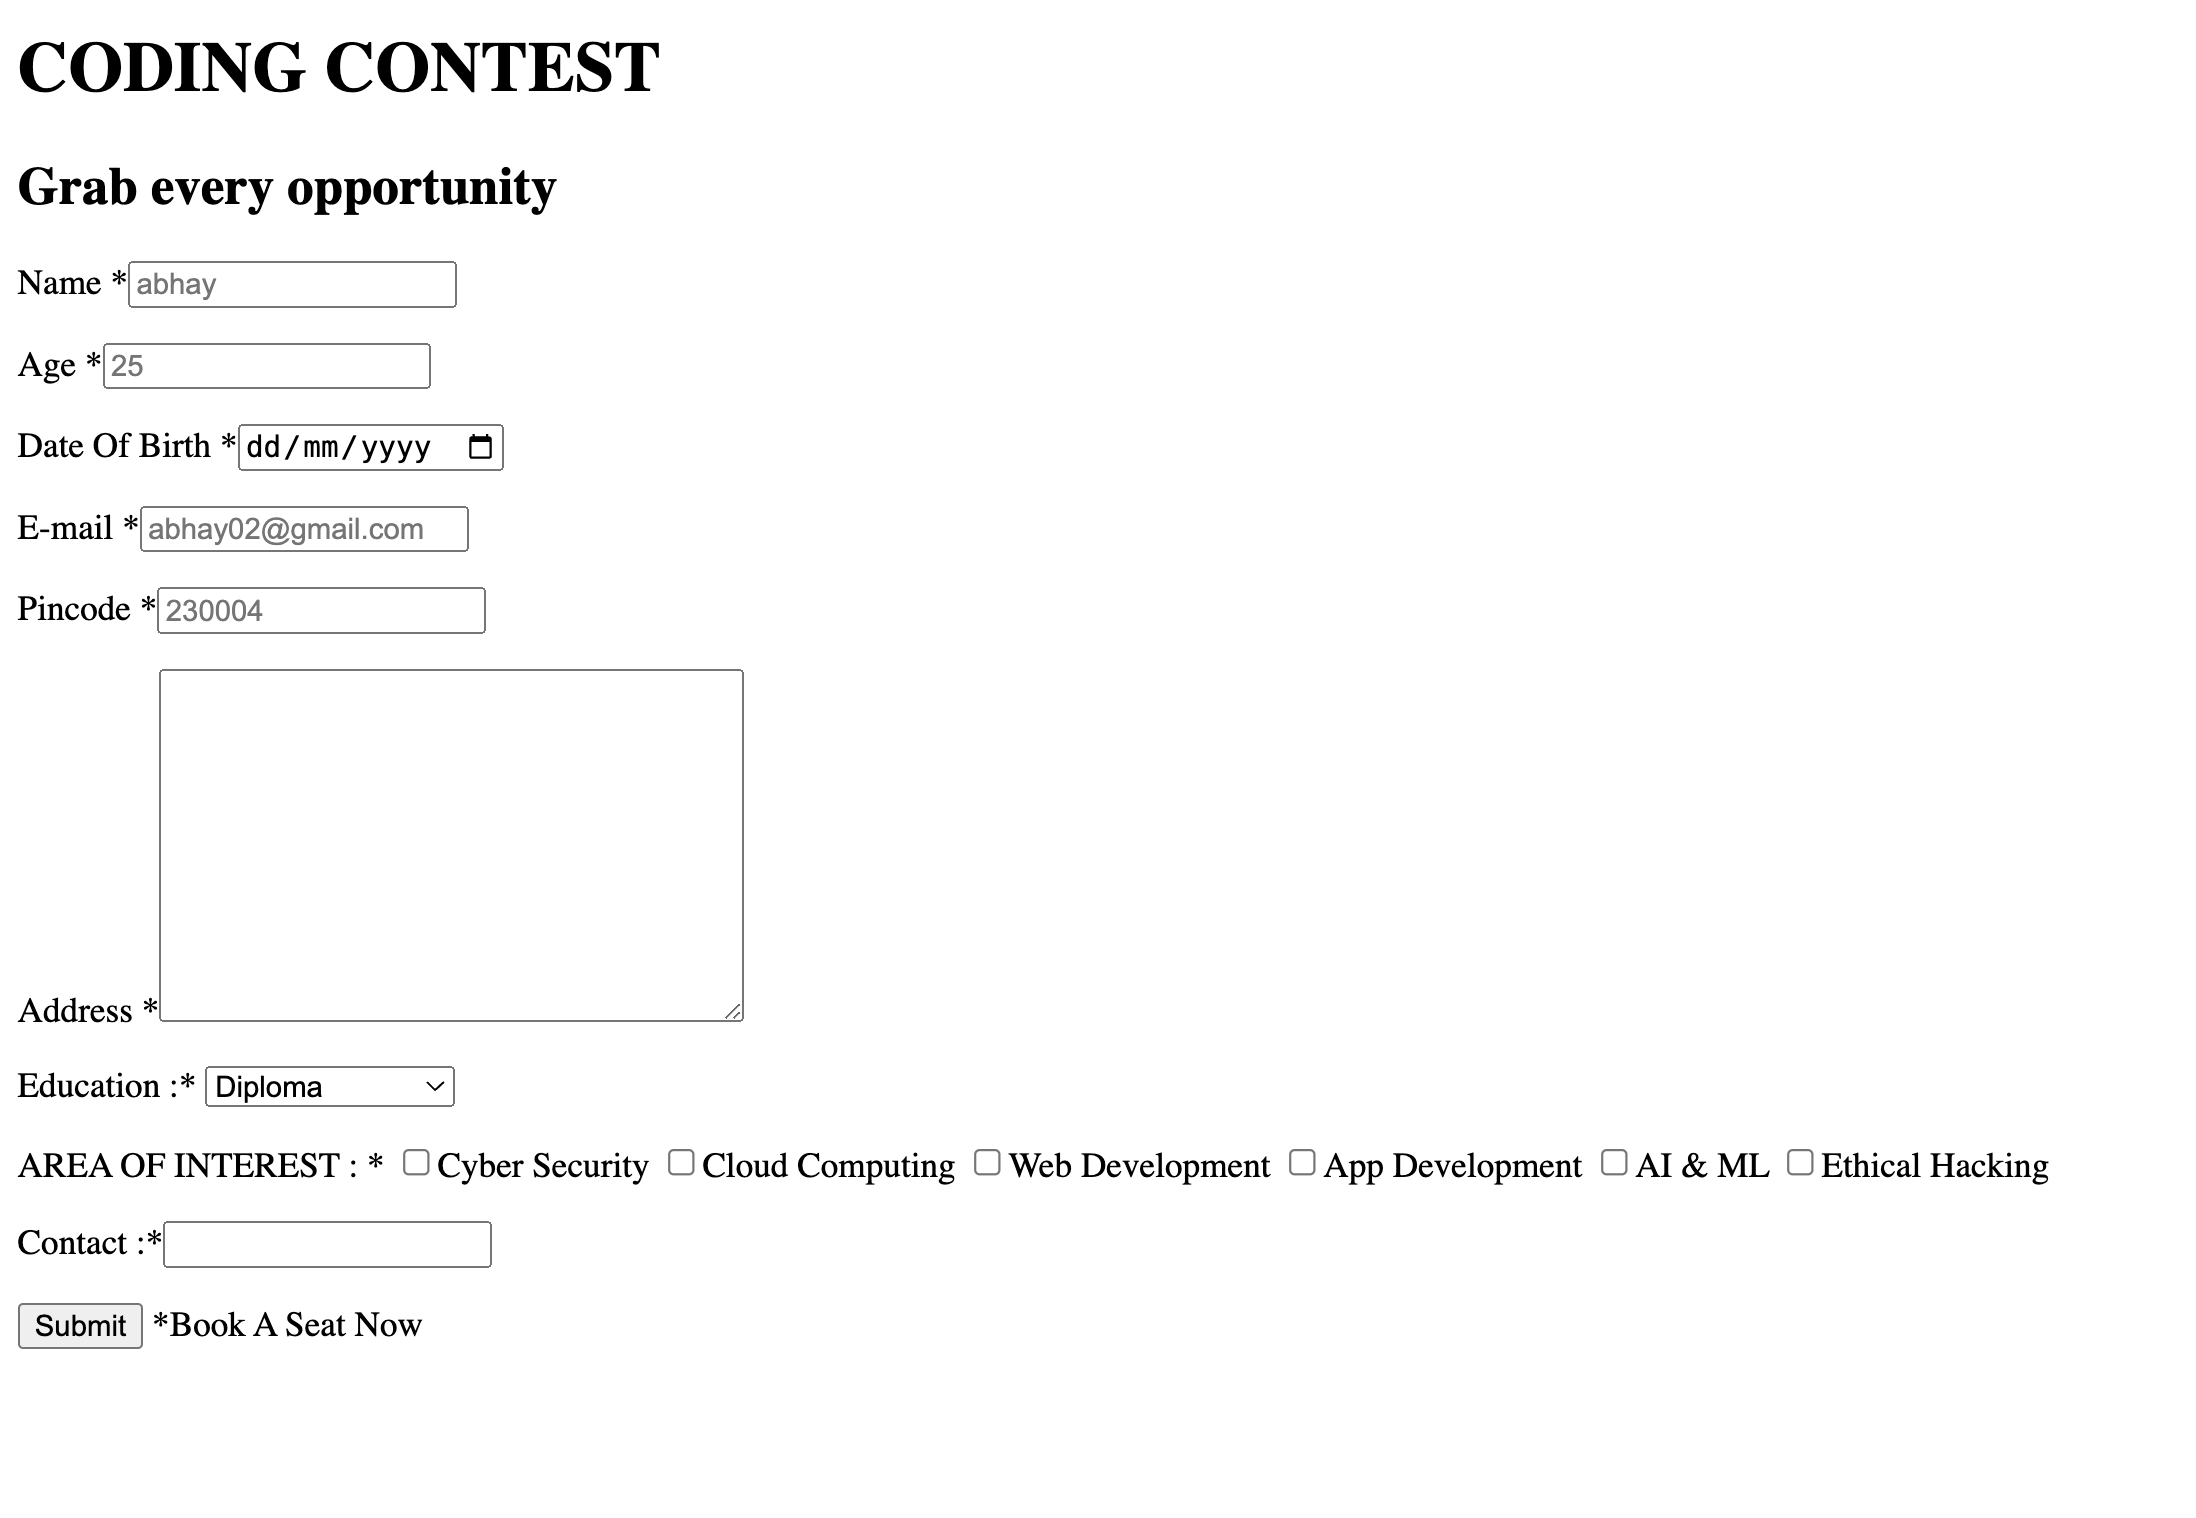 CODING CONTEST
Grab every opportunity
Name *abhay
Age *25
Date Of Birth *dd/mm/yyyy
E-mail *abhay02@gmail.com
Pincode *230004
Address *
Education :* Diploma
AREA OF INTEREST : * Cyber Security Cloud Computing Web Development App Development AI & ML Ethical Hacking
Contact :*
Submit *Book A Seat Now